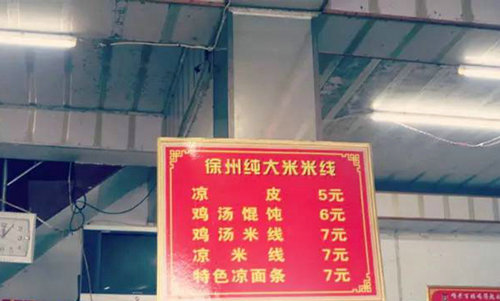 徐州纯大米米线
凉皮 5元
鸡汤馄饨 6元
鸡汤米线 7元
凉米线 7元
特色凉面条 7元